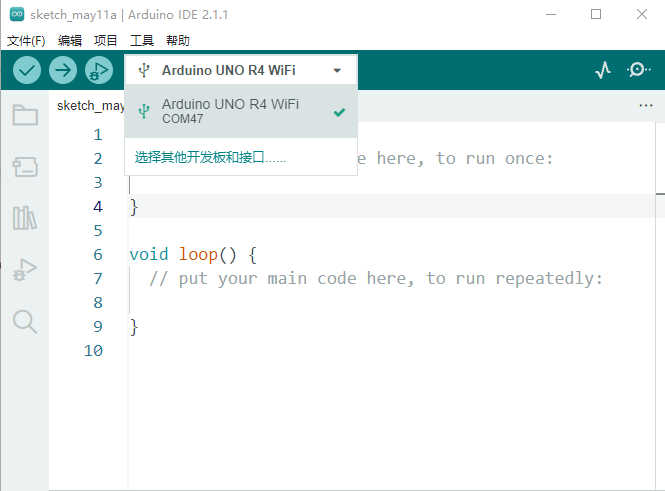 sketch_may11a | Arduino IDE 2.1.1
文件(F) 编辑 项目 工具 帮助
Arduino UNO R4 WiFi
sketch_may
Arduino UNO R4 WiFi
COM47
选择其他开发板和接口......
1
2 e here, to run once:
3
4 }
5
6 void loop() {
7 // put your main code here, to run repeatedly:
8
9 }
10